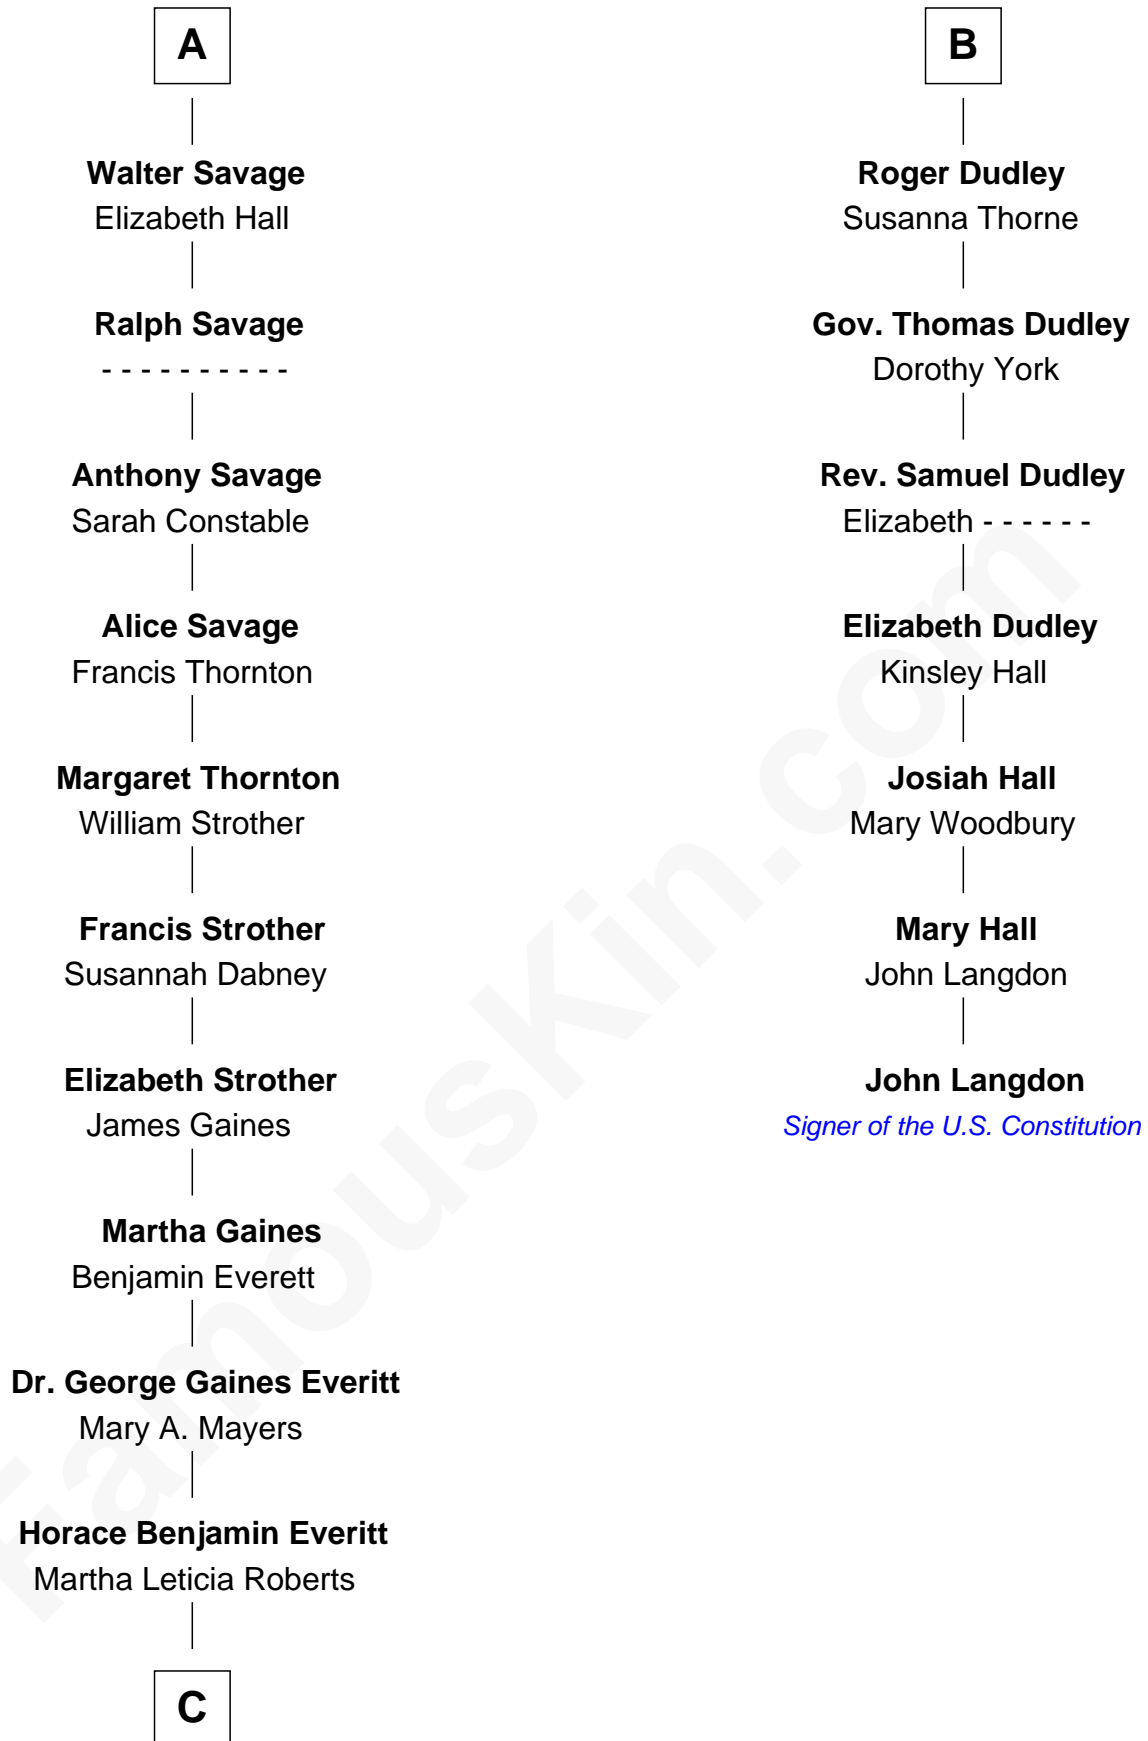 A
Walter Savage
Elizabeth Hall
Ralph Savage
- - - - - - - - - -
Anthony Savage
Sarah Constable
Alice Savage
Francis Thornton
Margaret Thornton
William Strother
Francis Strother
Susannah Dabney
Elizabeth Strother
James Gaines
Martha Gaines
Benjamin Everett
Dr. George Gaines Everitt
Mary A. Mayers
Horace Benjamin Everitt
Martha Leticia Roberts
C
B
Roger Dudley
Susanna Thorne
Gov. Thomas Dudley
Dorothy York
Rev. Samuel Dudley
Elizabeth - - - - - -
Elizabeth Dudley
Kinsley Hall
Josiah Hall
Mary Woodbury
Mary Hall
John Langdon
John Langdon
Signer of the U.S. Constitution
FamousKin.com